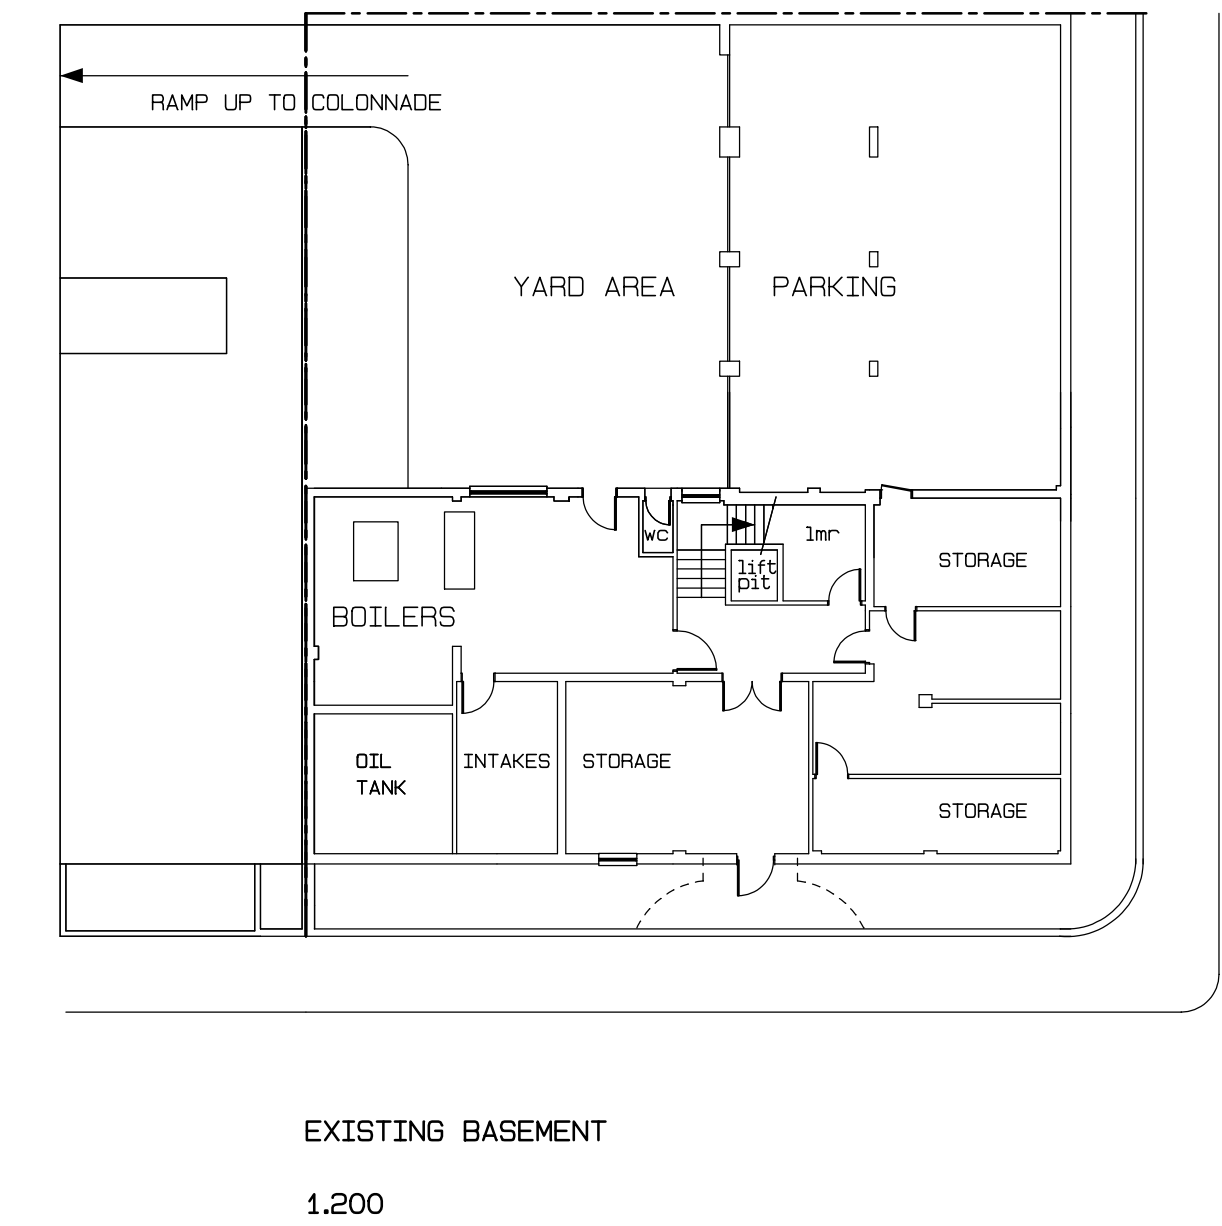 RAMP UP TO COLONNADE
YARD AREA
PARKING
WC
lmr
lift
pit
STORAGE
BOILERS
OIL
TANK
INTAKES
STORAGE
STORAGE
EXISTING BASEMENT
1.200